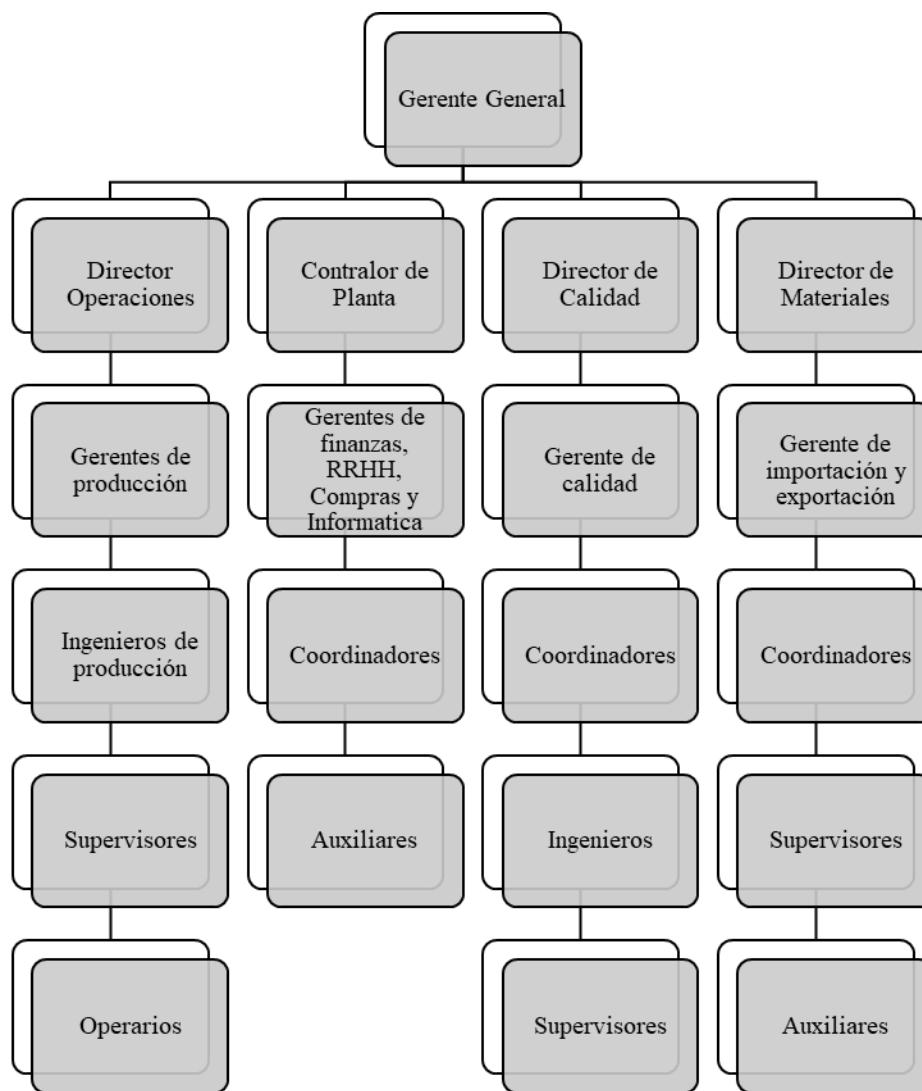 Gerente General
Director
Operaciones
Contralor de
Planta
Director de
Calidad
Director de
Materiales
Gerentes de
producción
Gerentes de
finanzas,
RRHH,
Compras y
Informatica
Gerente de
calidad
Gerente de
importación y
exportación
Ingenieros de
producción
Coordinadores
Coordinadores
Coordinadores
Supervisores
Auxiliares
Ingenieros
Supervisores
Operarios
Supervisores
Auxiliares